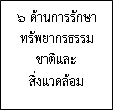 ๖ ด้านการรักษา
ทรัพยากรธรรม
ชาติและ
สิ่งแวดล้อม